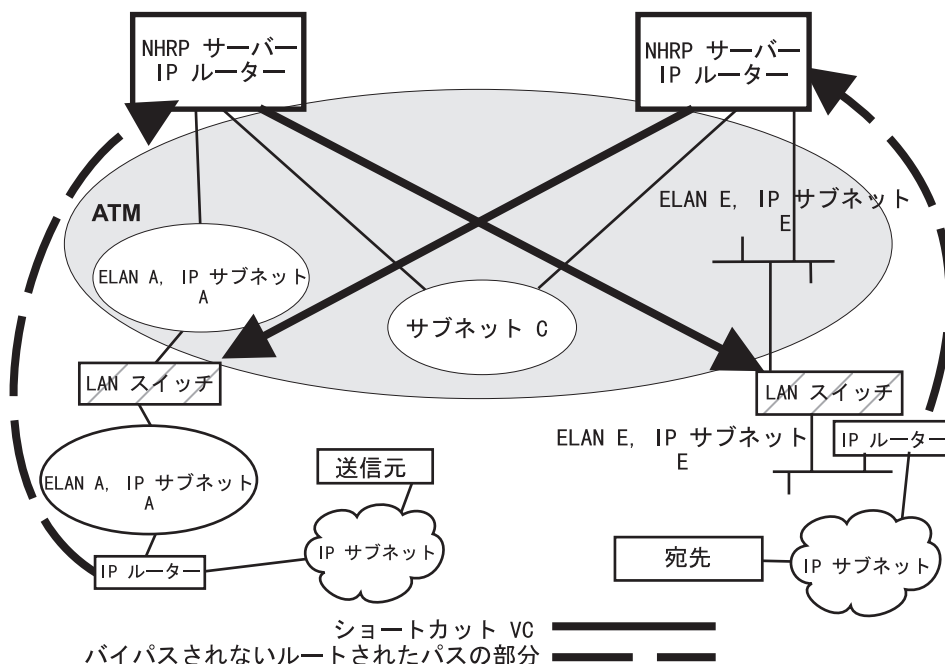 NHRP サーバー
IP ルーター
NHRP サーバー
IP ルーター
ATM
ELAN E, IP サブネット
E
ELAN A, IP サブネット
A
サブネット C
LAN スイッチ
LAN スイッチ
ELAN E, IP サブネット
E
IP ルーター
送信元
ELAN A, IP サブネット
A
IP サブネット
宛先
IP サブネット
IP ルーター
ショートカット VC
バイパスされないルートされたパスの部分